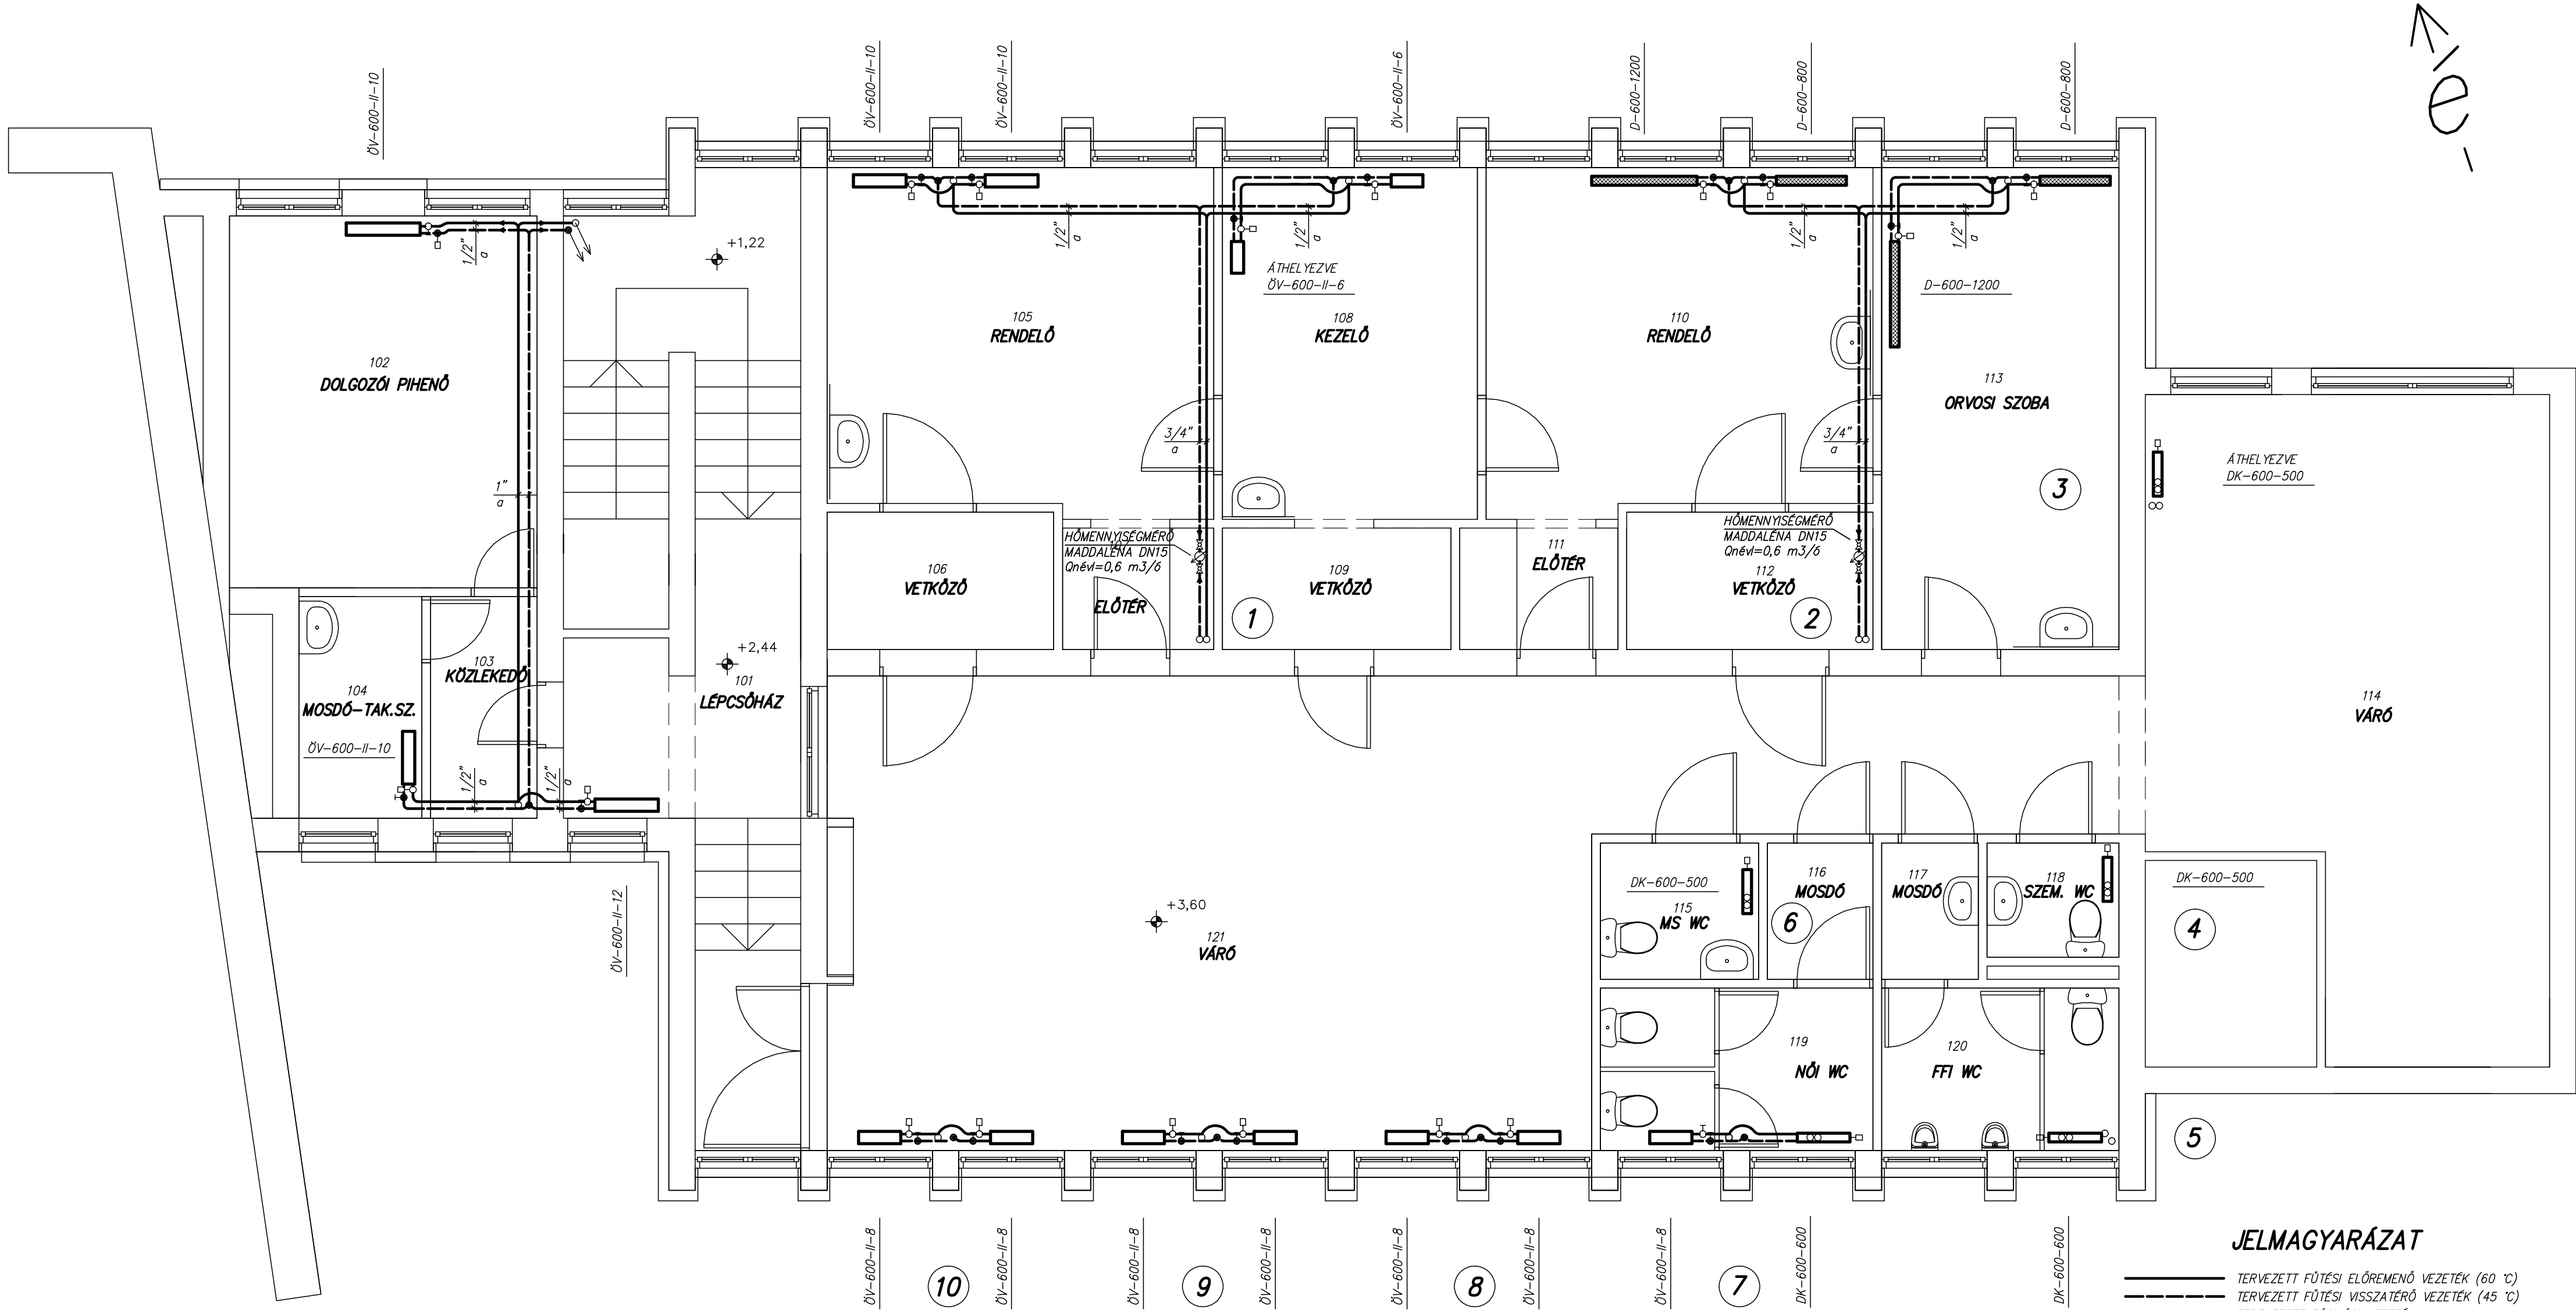 ÖV-600-II-10
ÖV-600-II-10
ÖV-600-II-10
ÖV-600-II-6
D-600-1200
D-600-800
D-600-800
é
1/2"
a
+1,22
1/2"
a
1/2"
a
1/2"
a
1/2"
a
ÁTHELYEZVE
ÖV-600-II-6
D-600-1200
102
DOLGOZÓI PIHENŐ
105
RENDELŐ
108
KEZELŐ
110
RENDELŐ
113
ORVOSI SZOBA
3/4"
a
3/4"
a
1"
a
3
ÁTHELYEZVE
DK-600-500
HŐMENNYISÉGMÉRŐ
MADDALÉNA DN15
Qnévl=0,6 m3/ó
107
ELŐTÉR
106
VETKŐZŐ
1
109
VETKŐZŐ
111
ELŐTÉR
HŐMENNYISÉGMÉRŐ
MADDALÉNA DN15
Qnévl=0,6 m3/ó
112
VETKŐZŐ
2
103
KÖZLEKEDŐ
104
MOSDÓ-TAK.SZ.
ÖV-600-II-10
1/2"
a
1/2"
a
+2,44
101
LÉPCSŐHÁZ
114
VÁRÓ
ÖV-600-II-12
+3,60
121
VÁRÓ
DK-600-500
115
MS WC
116
MOSDÓ
6
117
MOSDÓ
118
SZEM. WC
DK-600-500
4
119
NŐI WC
120
FFI WC
5
ÖV-600-II-8
10
ÖV-600-II-8
ÖV-600-II-8
9
ÖV-600-II-8
ÖV-600-II-8
8
ÖV-600-II-8
ÖV-600-II-8
7
DK-600-600
DK-600-600
JELMAGYARÁZAT
TERVEZETT FŰTÉSI ELŐREMENŐ VEZETÉK (60 °C)
TERVEZETT FŰTÉSI VISSZATÉRŐ VEZETÉK (45 °C)